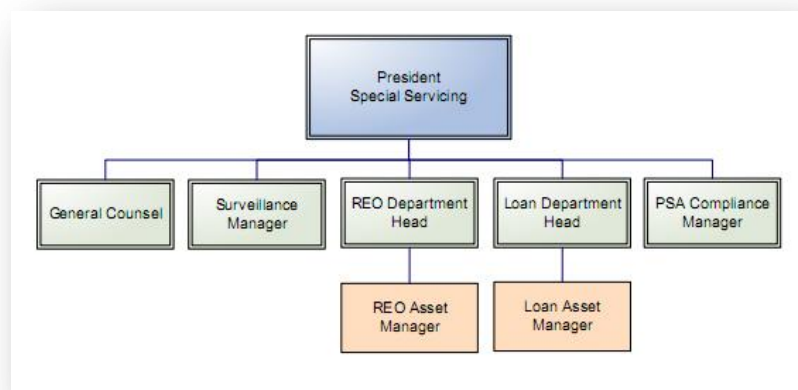 President
Special Servicing
General Counsel
Surveillance
Manager
REO Department
Head
Loan Department
Head
PSA Compliance
Manager
REO Asset
Manager
Loan Asset
Manager